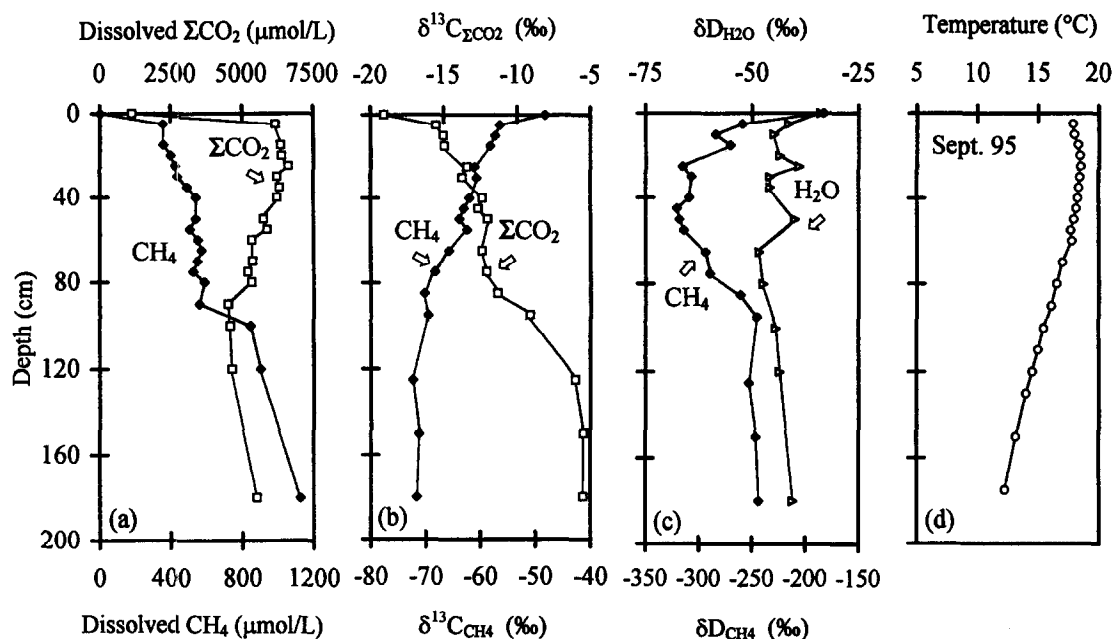 Dissolved ΣCO₂ (μmol/L)
0 2500 5000 7500
δ¹³C_ΣCO₂ (‰)
-20 -15 -10 -5
δD_H2O (‰)
-75 -50 -25
Temperature (°C)
5 10 15 20
Depth (cm)
0
40
80
120
160
200
ΣCO₂
CH₄
(a)
CH₄
ΣCO₂
(b)
H₂O
CH₄
(c)
Sept. 95
(d)
0 400 800 1200
Dissolved CH₄ (μmol/L)
-80 -70 -60 -50 -40
δ¹³C_CH4 (‰)
-350 -300 -250 -200 -150
δD_CH4 (‰)